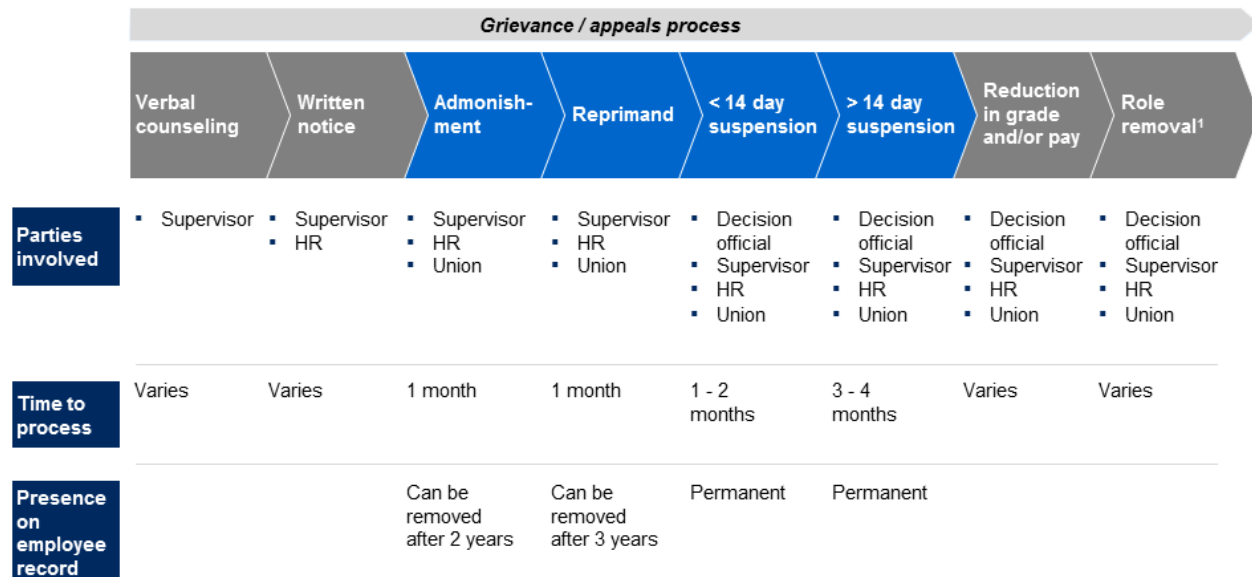 Grievance / appeals process
Verbal
counseling
Written
notice
Admonish-
ment
Reprimand
< 14 day
suspension
> 14 day
suspension
Reduction
in grade
and/or pay
Role
removal¹
Parties
involved
▪ Supervisor
▪ Supervisor
▪ HR
▪ Supervisor
▪ HR
▪ Union
▪ Supervisor
▪ HR
▪ Union
▪ Decision
official
▪ Supervisor
▪ HR
▪ Union
▪ Decision
official
▪ Supervisor
▪ HR
▪ Union
▪ Decision
official
▪ Supervisor
▪ HR
▪ Union
▪ Decision
official
▪ Supervisor
▪ HR
▪ Union
Time to
process
Varies
Varies
1 month
1 month
1 - 2
months
3 - 4
months
Varies
Varies
Presence
on
employee
record
Can be
removed
after 2 years
Can be
removed
after 3 years
Permanent
Permanent